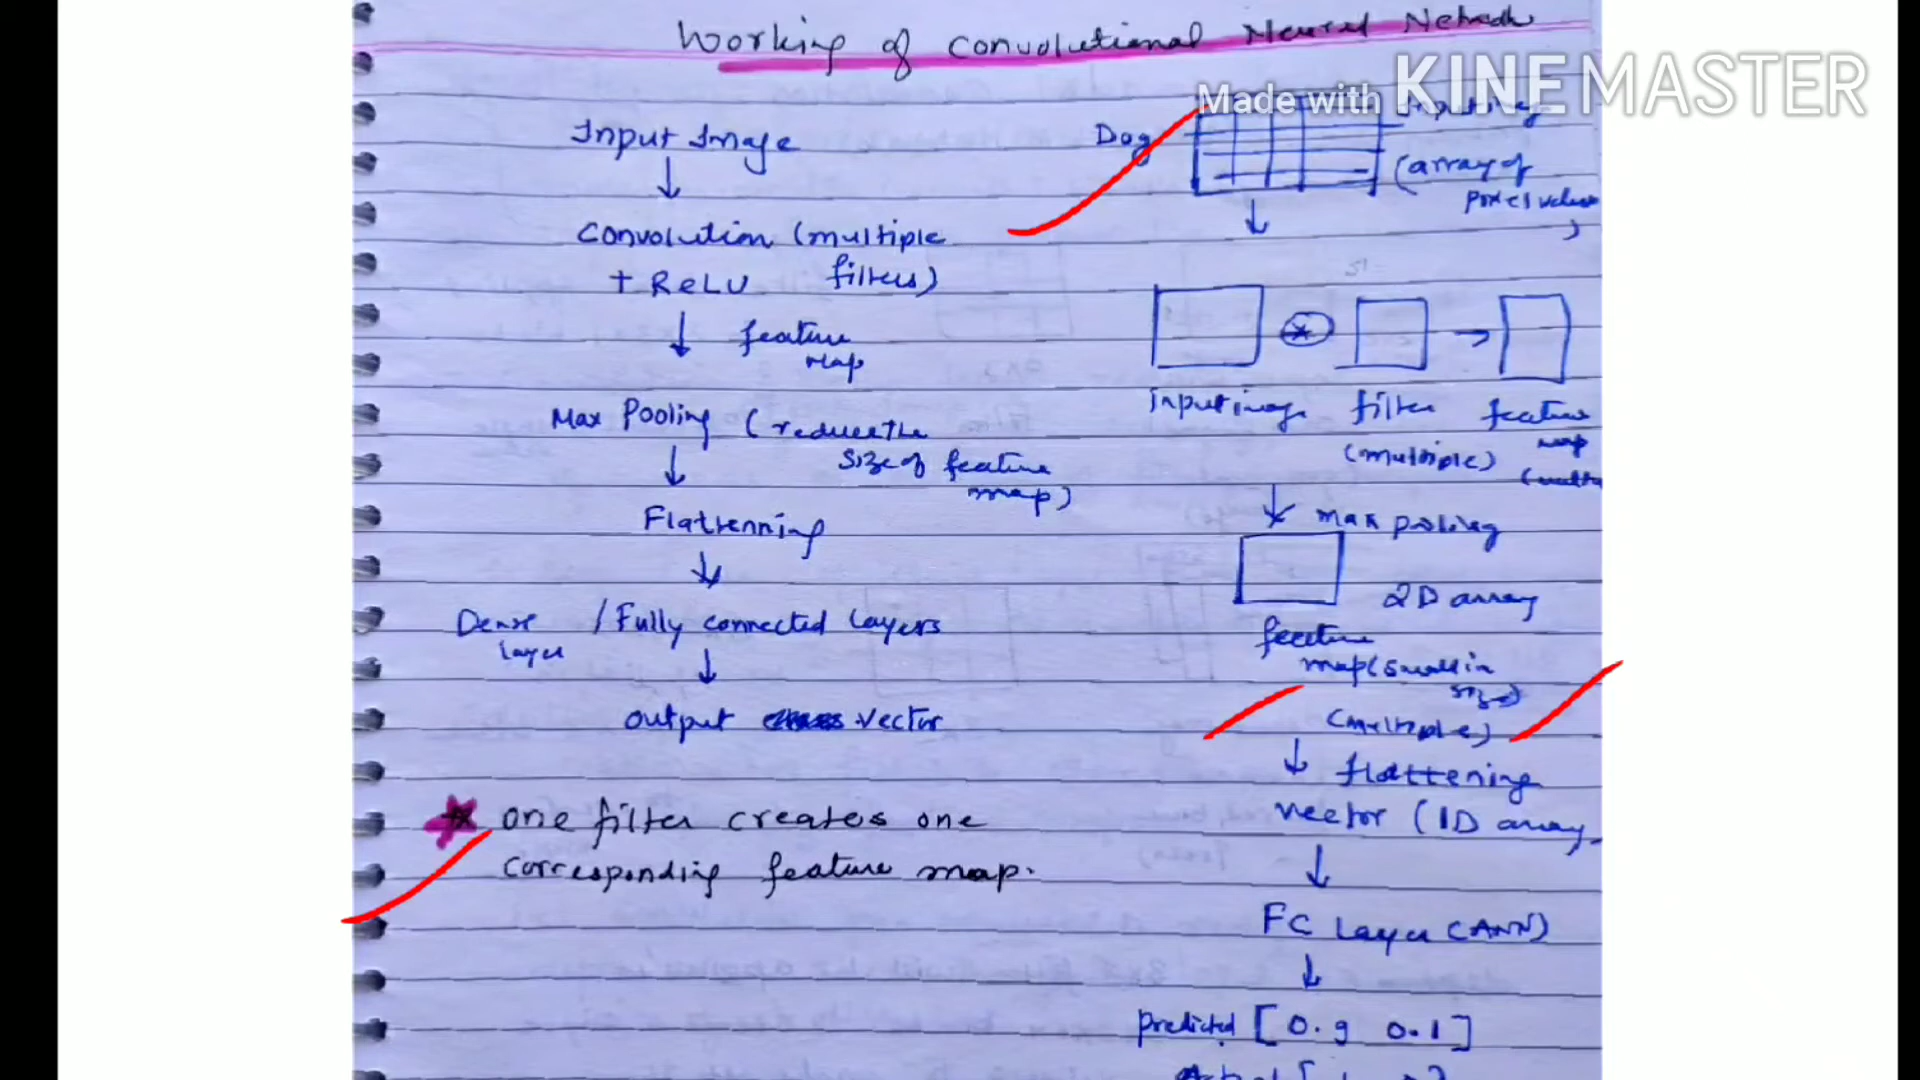 Working of Convolutional Neural Network
Made with KINEMASTER
Input Image
Convolution (multiple
filters)
+ ReLU
feature
map
Max Pooling (reduce the
size of feature
map)
Flattenning
Dense / Fully connected Layers
layer
output vector
* one filter creates one
corresponding feature map.
Dog
(array of
pixel values
)
*
input image filter feature
map
(multiple)
max pooling
2D array
feature
map (small in
size)
(multiple)
flattening
vector (1D array
FC Layer (ANN)
predicted [0.9 0.1]